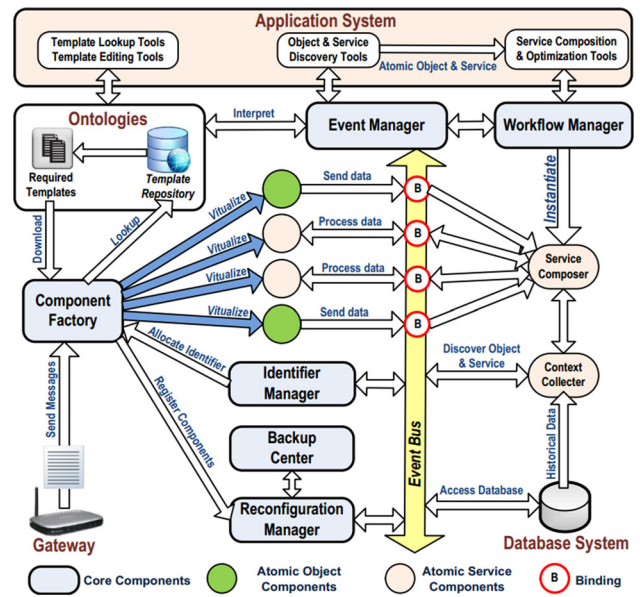 Application System
Template Lookup Tools
Template Editing Tools
Object & Service
Discovery Tools
Atomic Object & Service
Service Composition
& Optimization Tools
Ontologies
Required
Templates
Template
Repository
Interpret
Event Manager
Workflow Manager
Download
Lookup
Vitualize
Vitualize
Vitualize
Vitualize
Send data
Process data
Process data
Send data
B
B
B
B
Instantiate
Service
Composer
Component
Factory
Allocate Identifier
Identifier
Manager
Discover Object
& Service
Context
Collecter
Send Messages
Register Components
Backup
Center
Event Bus
Historical Data
Reconfiguration
Manager
Access Database
Gateway
Database System
Core Components
Atomic Object
Components
Atomic Service
Components
B
Binding